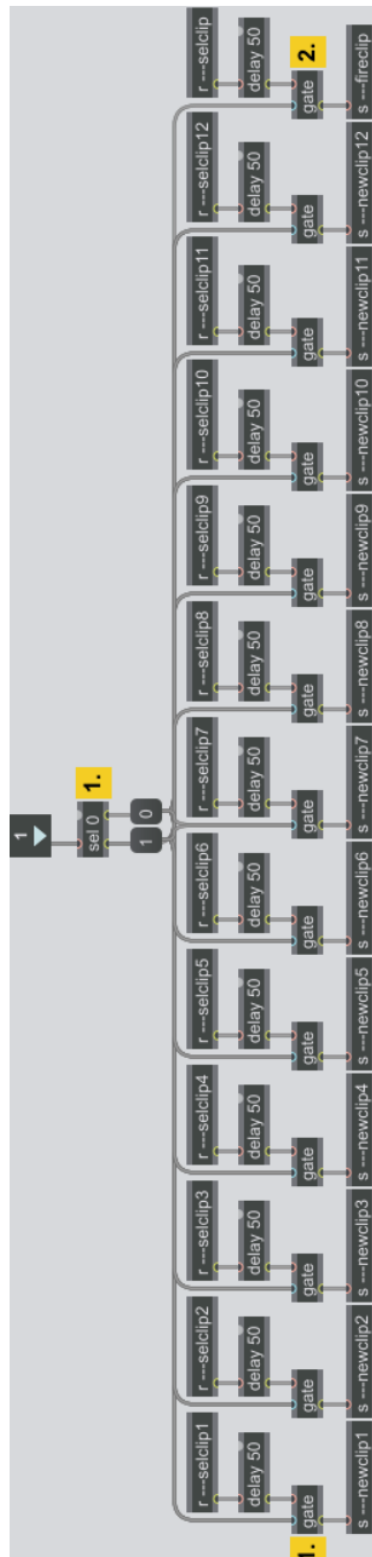 1
sel 0
1.
1
0
r ---selclip1
r ---selclip2
r ---selclip3
r ---selclip4
r ---selclip5
r ---selclip6
r ---selclip7
r ---selclip8
r ---selclip9
r ---selclip10
r ---selclip11
r ---selclip12
r ---selclip
delay 50
delay 50
delay 50
delay 50
delay 50
delay 50
delay 50
delay 50
delay 50
delay 50
delay 50
delay 50
delay 50
1.
gate
gate
gate
gate
gate
gate
gate
gate
gate
gate
gate
gate
gate
2.
s ---newclip1
s ---newclip2
s ---newclip3
s ---newclip4
s ---newclip5
s ---newclip6
s ---newclip7
s ---newclip8
s ---newclip9
s ---newclip10
s ---newclip11
s ---newclip12
s ---fireclip